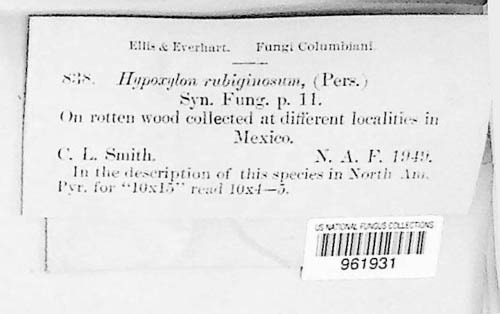 Ellis & Everhart. Fungi Columbiani.
838. Hypoxylon rubiginosum, (Pers.)
Syn. Fung. p. 11.
On rotten wood collected at different localities in
Mexico.
C. L. Smith. N. A. F. 1949.
In the description of this species in North Am.
Pyr. for "10x15" read 10x4—5.
US NATIONAL FUNGUS COLLECTIONS
961931